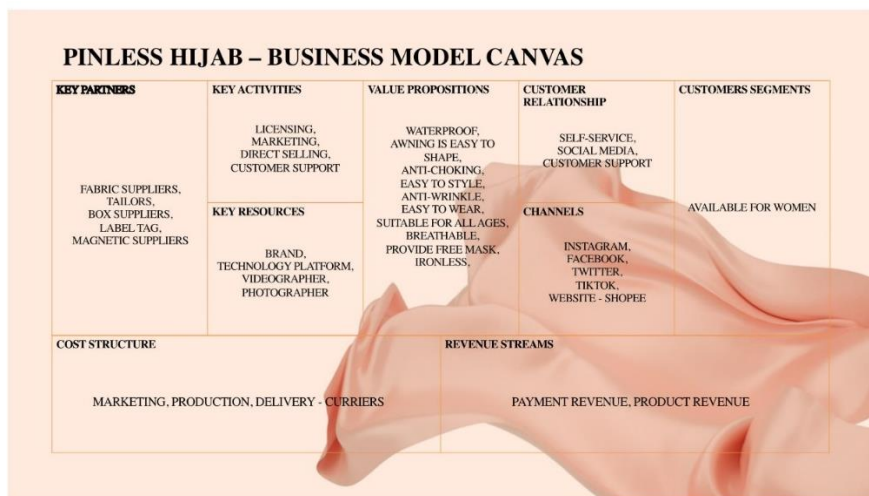 PINLESS HIJAB – BUSINESS MODEL CANVAS
KEY PARTNERS
FABRIC SUPPLIERS,
TAILORS,
BOX SUPPLIERS,
LABEL TAG,
MAGNETIC SUPPLIERS
KEY ACTIVITIES
LICENSING,
MARKETING,
DIRECT SELLING,
CUSTOMER SUPPORT
KEY RESOURCES
BRAND,
TECHNOLOGY PLATFORM,
VIDEOGRAPHER,
PHOTOGRAPHER
VALUE PROPOSITIONS
WATERPROOF,
AWNING IS EASY TO
SHAPE,
ANTI-CHOKING,
EASY TO STYLE,
ANTI-WRINKLE,
EASY TO WEAR,
SUITABLE FOR ALL AGES,
BREATHABLE,
PROVIDE FREE MASK,
IRONLESS,
CUSTOMER
RELATIONSHIP
SELF-SERVICE,
SOCIAL MEDIA,
CUSTOMER SUPPORT
CHANNELS
INSTAGRAM,
FACEBOOK,
TWITTER,
TIKTOK,
WEBSITE - SHOPEE
CUSTOMERS SEGMENTS
AVAILABLE FOR WOMEN
COST STRUCTURE
MARKETING, PRODUCTION, DELIVERY - CURRIERS
REVENUE STREAMS
PAYMENT REVENUE, PRODUCT REVENUE